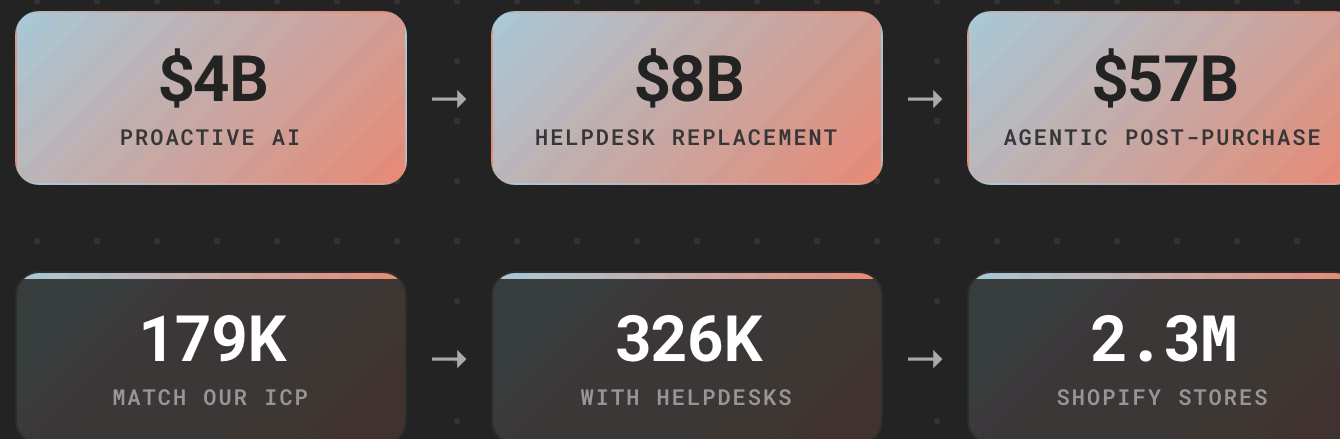 $4B
PROACTIVE AI
$8B
HELPDESK REPLACEMENT
$57B
AGENTIC POST-PURCHASE
179K
MATCH OUR ICP
326K
WITH HELPDESKS
2.3M
SHOPIFY STORES